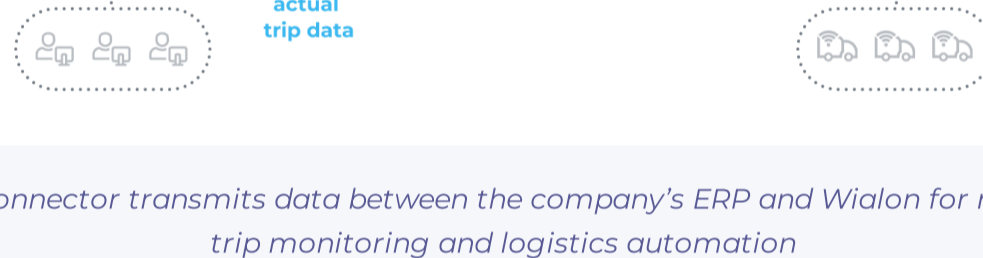 actual
trip data
onnector transmits data between the company's ERP and Wialon for
trip monitoring and logistics automation